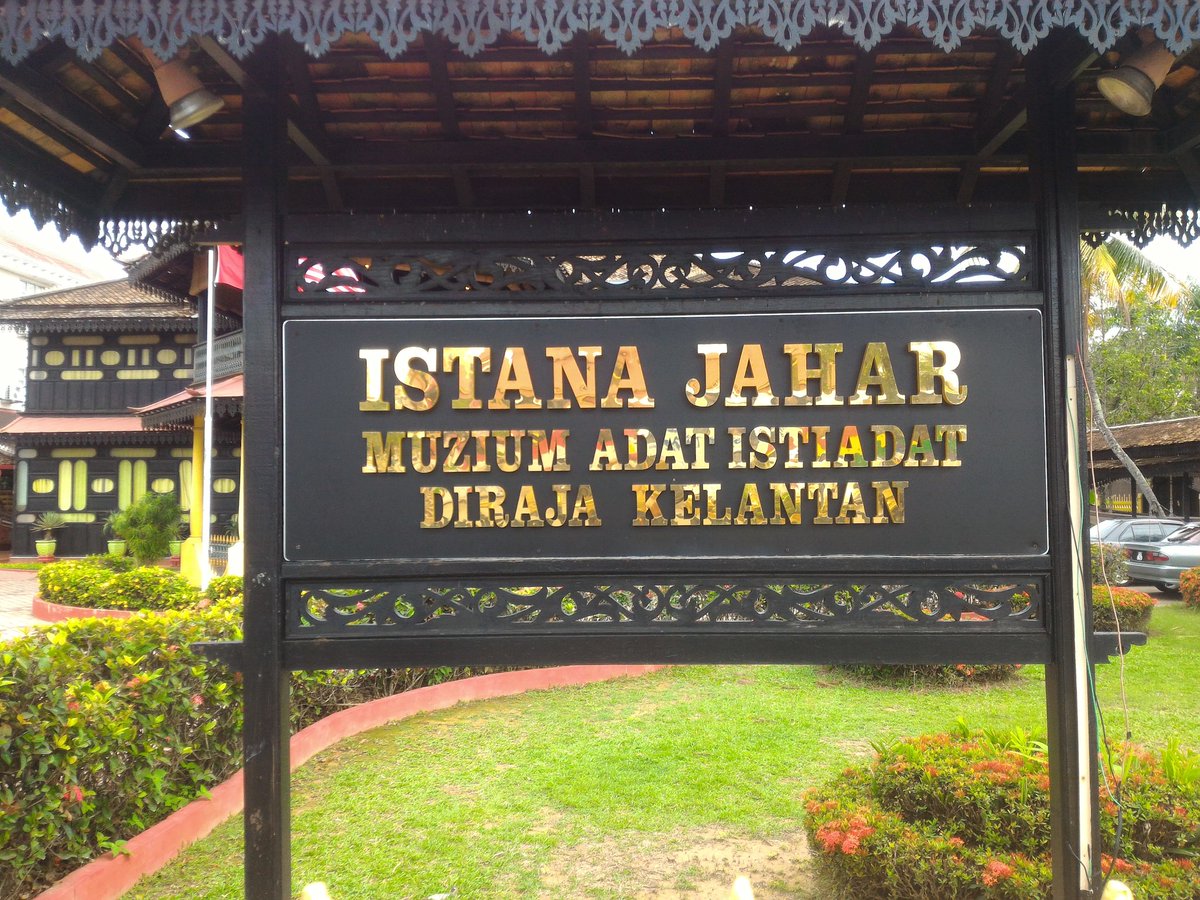 ISTANA JAHAR
MUZIUM ADAT ISTIADAT
DIRAJA KELANTAN